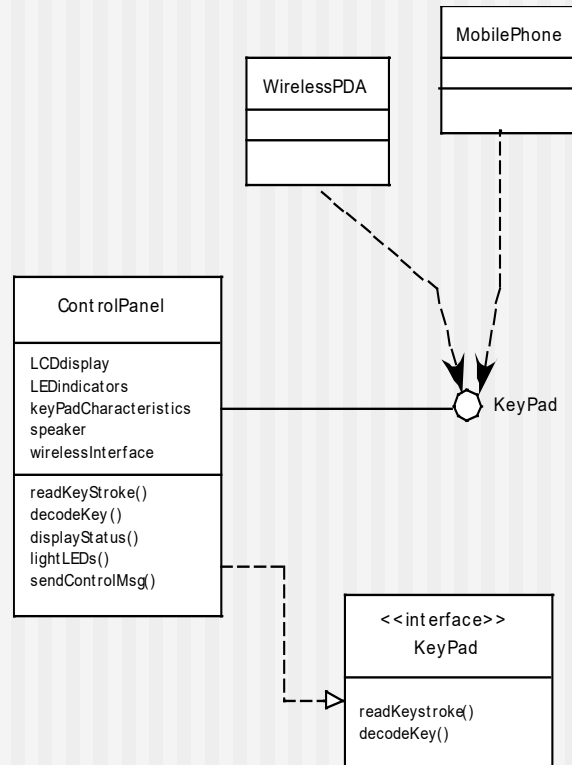 MobilePhone
WirelessPDA
ControlPanel
LCDdisplay
LEDindicators
keyPadCharacteristics
speaker
wirelessInterface
KeyPad
readKeyStroke()
decodeKey()
displayStatus()
lightLEDs()
sendControlMsg()
<<interface>>
KeyPad
readKeystroke()
decodeKey()